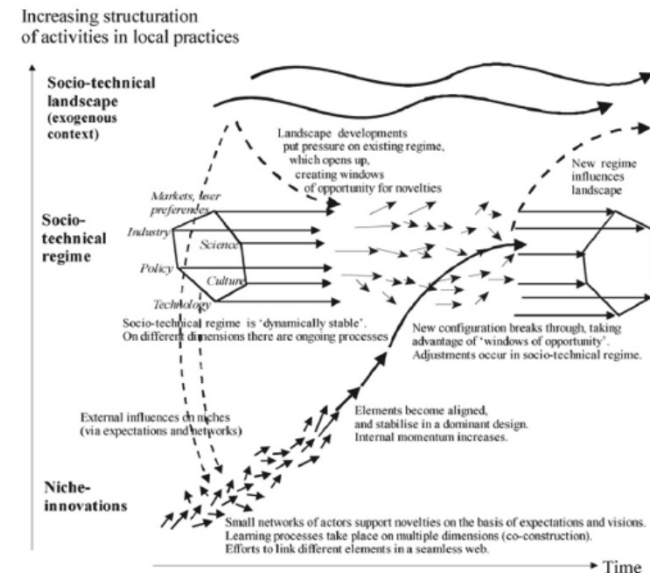 Increasing structuration
of activities in local practices
Socio-technical
landscape
(exogenous
context)
Landscape developments
put pressure on existing regime,
which opens up,
creating windows
of opportunity for novelties
New regime
influences
landscape
Markets, user
preferences
Socio-
technical
regime
Industry
Science
Policy
Culture
Technology
Socio-technical regime is ‘dynamically stable’.
On different dimensions there are ongoing processes
New configuration breaks through, taking
advantage of ‘windows of opportunity’.
Adjustments occur in socio-technical regime.
External influences on niches
(via expectations and networks)
Elements become aligned,
and stabilise in a dominant design.
Internal momentum increases.
Niche-
innovations
Small networks of actors support novelties on the basis of expectations and visions.
Learning processes take place on multiple dimensions (co-construction).
Efforts to link different elements in a seamless web.
Time